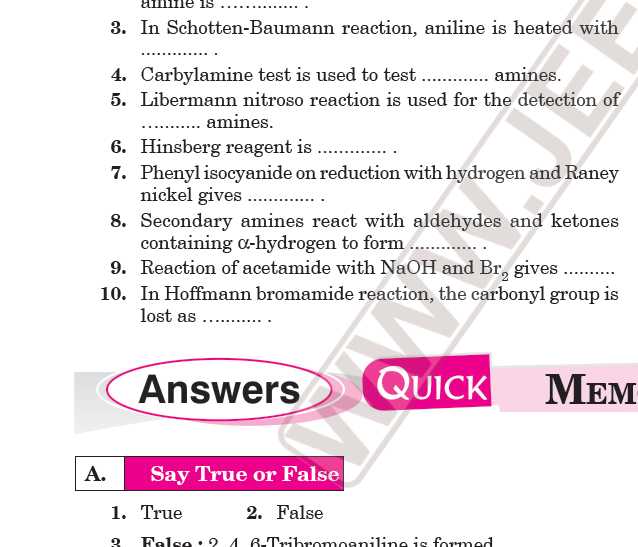 amine is .............. .
3. In Schotten-Baumann reaction, aniline is heated with
............. .
4. Carbylamine test is used to test ............. amines.
5. Libermann nitroso reaction is used for the detection of
............ amines.
6. Hinsberg reagent is ............. .
7. Phenyl isocyanide on reduction with hydrogen and Raney
nickel gives ............. .
8. Secondary amines react with aldehydes and ketones
containing α-hydrogen to form ............. .
9. Reaction of acetamide with NaOH and Br₂ gives ..........
10. In Hoffmann bromamide reaction, the carbonyl group is
lost as ............ .
Answers QUICK MEM
A. Say True or False
1. True 2. False
3. False : 2, 4, 6-Tribromoaniline is formed
WWW.JEE